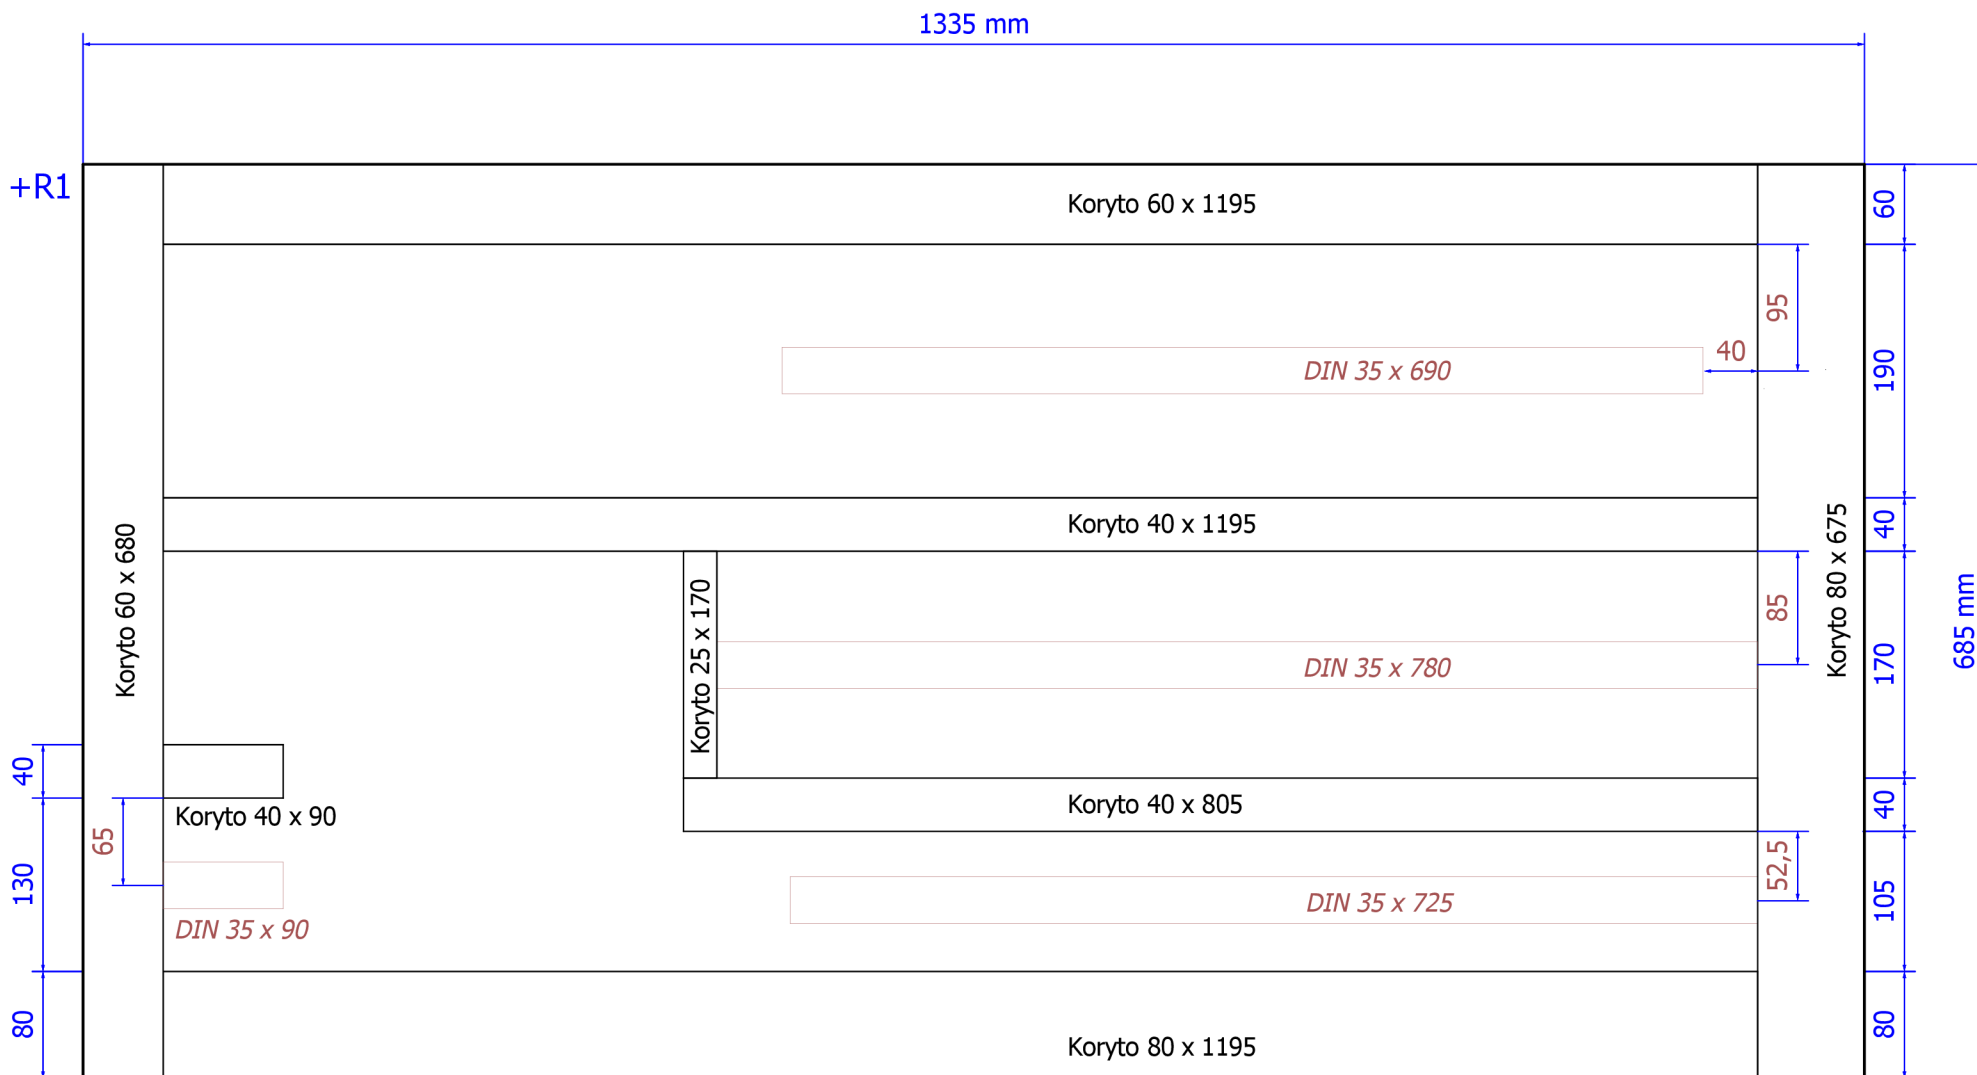 1335 mm
+R1
Koryto 60 x 1195
60
95
40
DIN 35 x 690
190
Koryto 40 x 1195
40
Koryto 60 x 680
Koryto 25 x 170
85
Koryto 80 x 675
685 mm
DIN 35 x 780
170
40
Koryto 40 x 90
Koryto 40 x 805
40
65
130
52,5
DIN 35 x 725
105
DIN 35 x 90
80
Koryto 80 x 1195
80